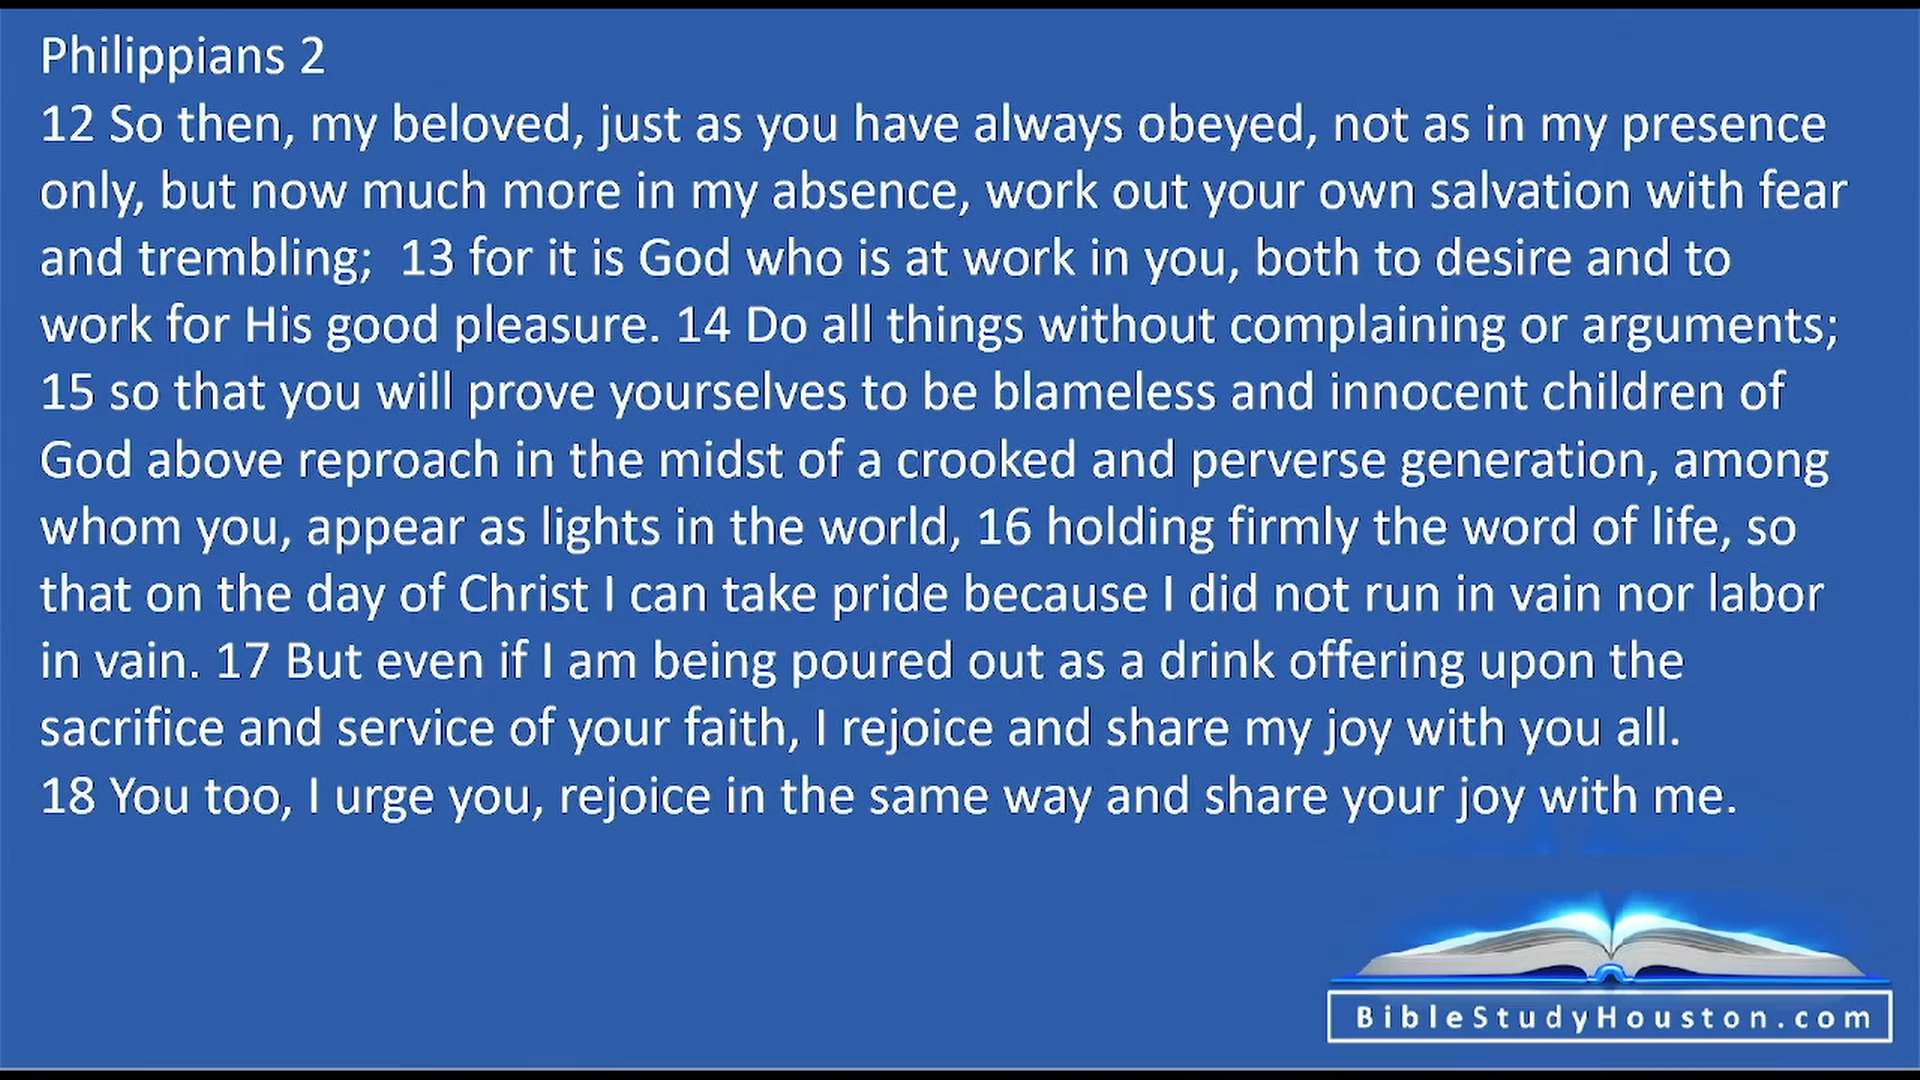 Philippians 2
12 So then, my beloved, just as you have always obeyed, not as in my presence
only, but now much more in my absence, work out your own salvation with fear
and trembling;  13 for it is God who is at work in you, both to desire and to
work for His good pleasure. 14 Do all things without complaining or arguments;
15 so that you will prove yourselves to be blameless and innocent children of
God above reproach in the midst of a crooked and perverse generation, among
whom you, appear as lights in the world, 16 holding firmly the word of life, so
that on the day of Christ I can take pride because I did not run in vain nor labor
in vain. 17 But even if I am being poured out as a drink offering upon the
sacrifice and service of your faith, I rejoice and share my joy with you all.
18 You too, I urge you, rejoice in the same way and share your joy with me.
BibleStudyHouston.com